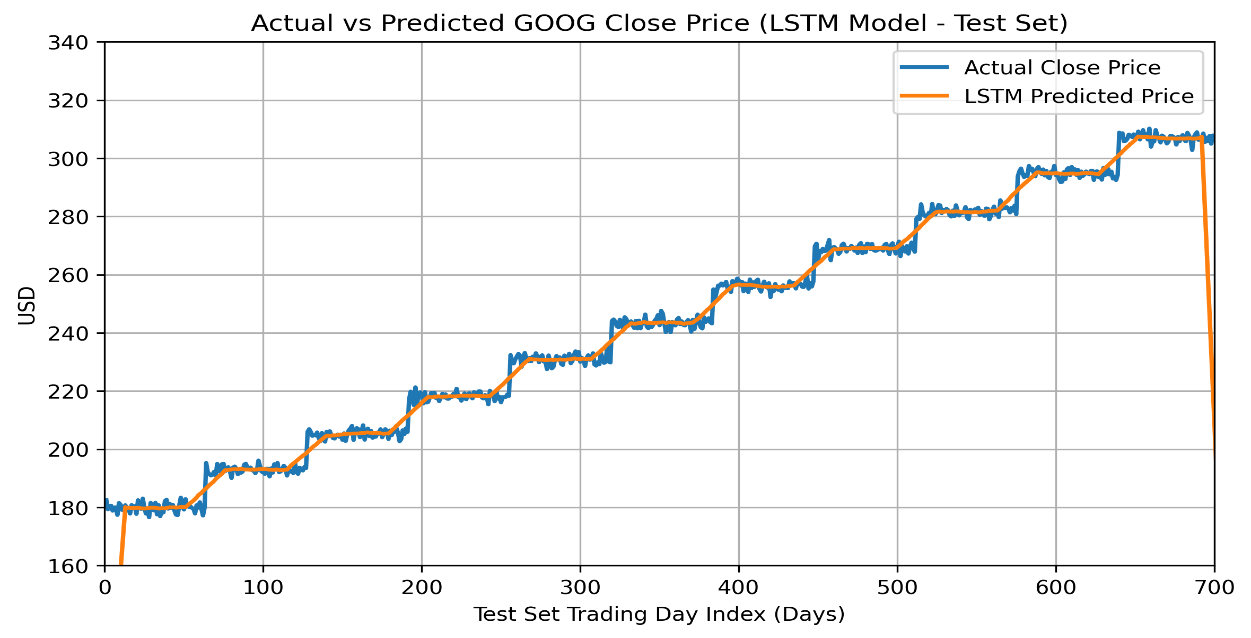 Actual vs Predicted GOOG Close Price (LSTM Model - Test Set)
340
320
300
280
260
240
220
200
180
160
USD
Actual Close Price
LSTM Predicted Price
0 100 200 300 400 500 600 700
Test Set Trading Day Index (Days)